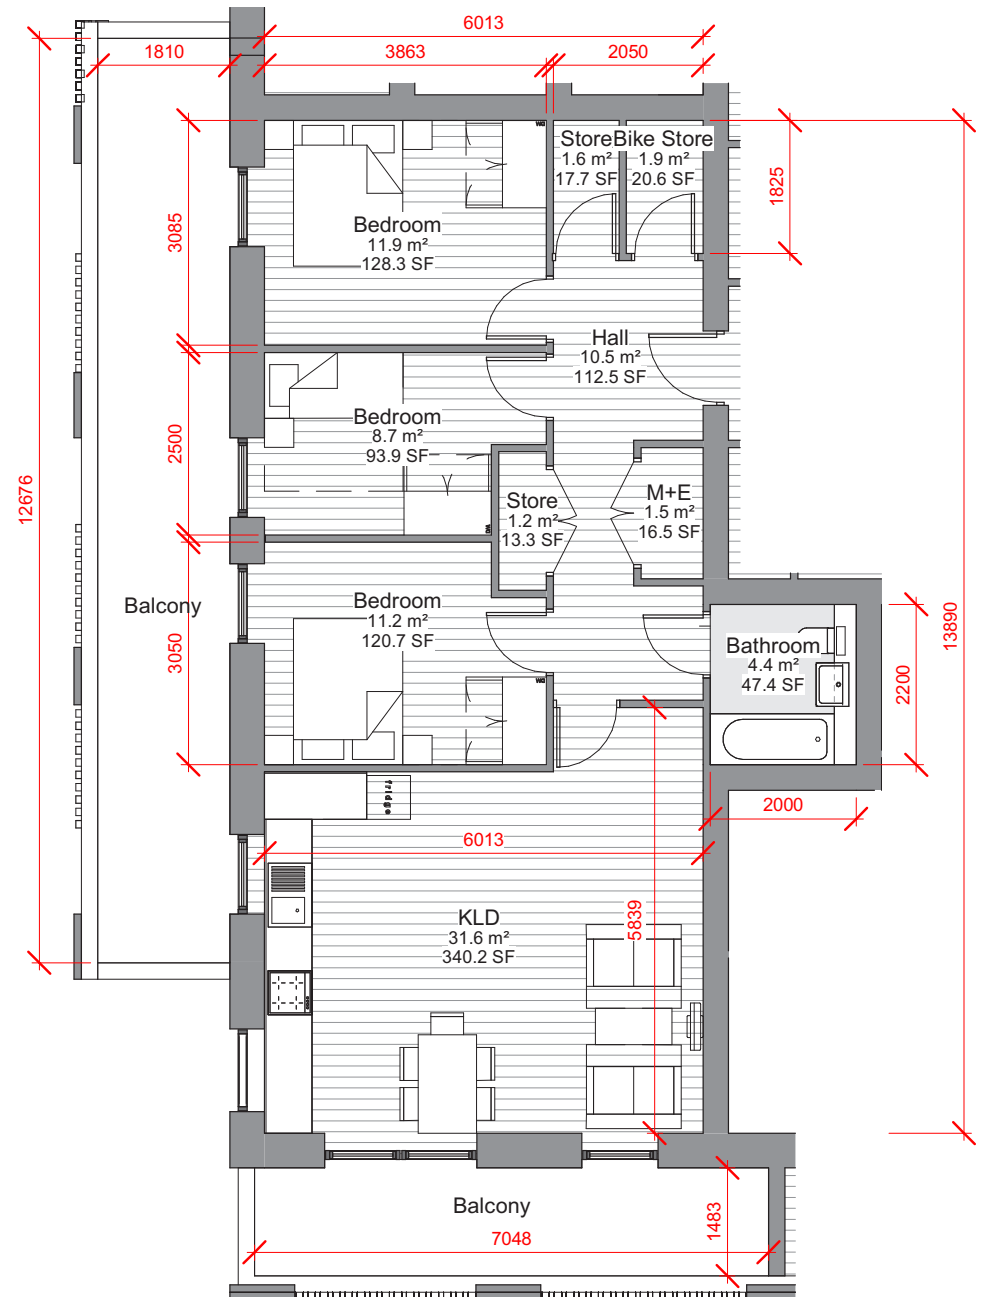 6013
1810
3863
2050
Store
1.6 m²
17.7 SF
Bike Store
1.9 m²
20.6 SF
1825
3085
Bedroom
11.9 m²
128.3 SF
Hall
10.5 m²
112.5 SF
2500
Bedroom
8.7 m²
93.9 SF
12676
Store
1.2 m²
13.3 SF
M+E
1.5 m²
16.5 SF
Balcony
3050
Bedroom
11.2 m²
120.7 SF
Bathroom
4.4 m²
47.4 SF
2200
13890
fridge
2000
6013
5839
KLD
31.6 m²
340.2 SF
Balcony
1483
7048